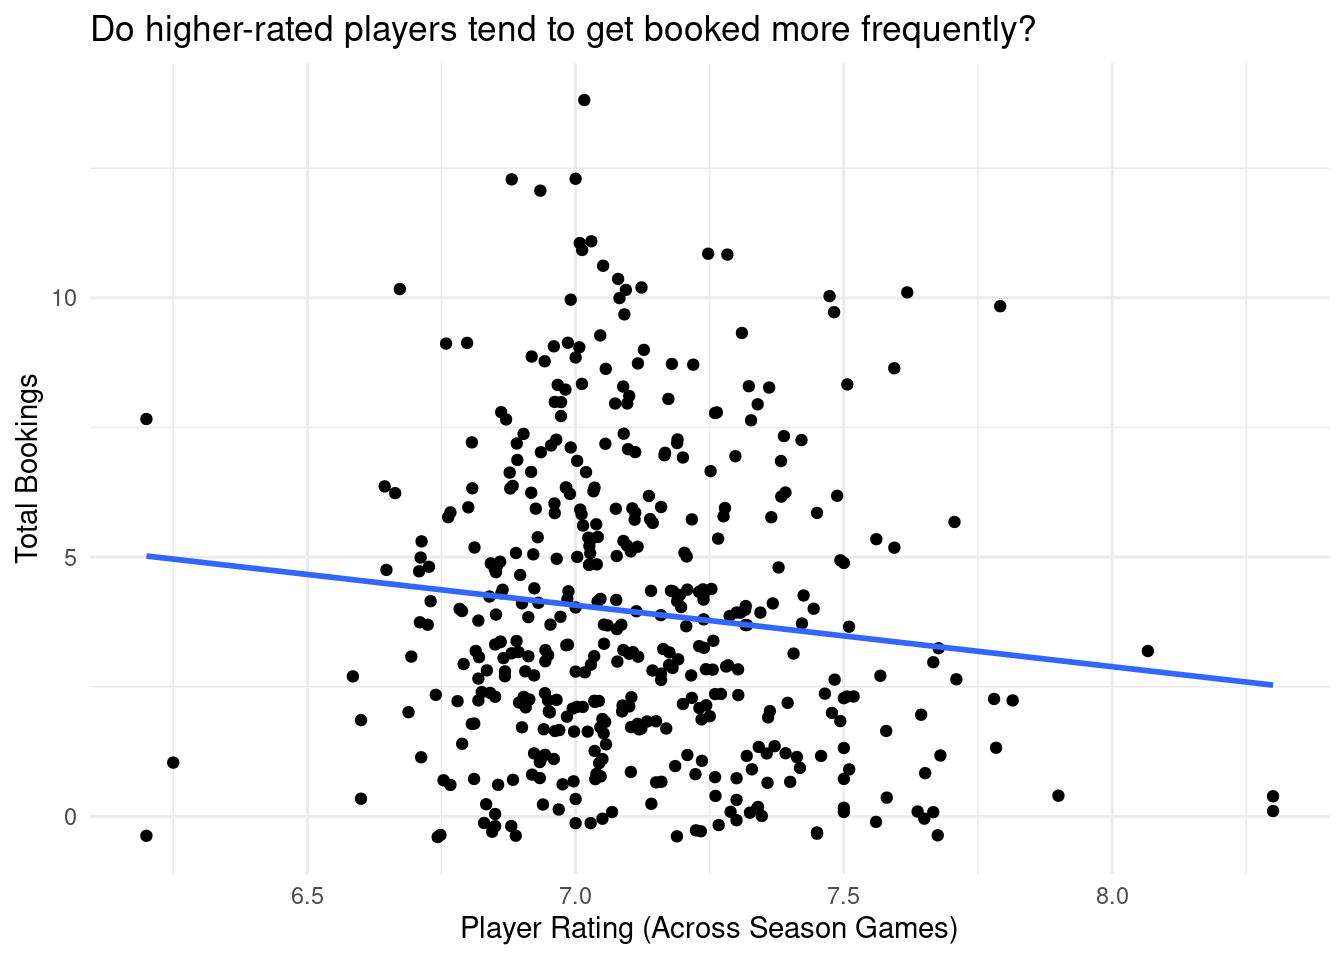 Do higher-rated players tend to get booked more frequently?
Total Bookings
10
5
0
6.5 7.0 7.5 8.0
Player Rating (Across Season Games)